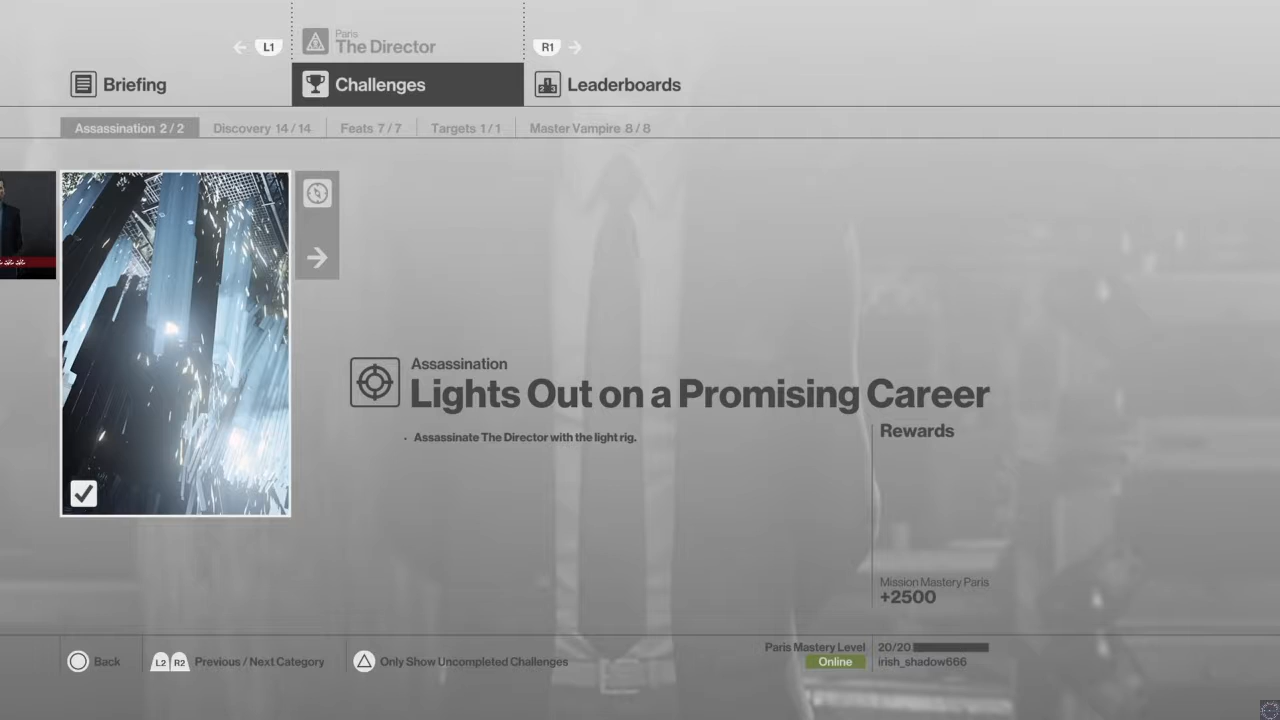 Paris
L1
The Director
R1
Briefing
Challenges
Leaderboards
Assassination 2 / 2
Discovery 14 / 14
Feats 7 / 7
Targets 1 / 1
Master Vampire 8 / 8
Assassination
Lights Out on a Promising Career
Assassinate The Director with the light rig.
Rewards
Mission Mastery Paris
+2500
Back
L2 R2 Previous / Next Category
Only Show Uncompleted Challenges
Paris Mastery Level 20/20
Online irish_shadow666